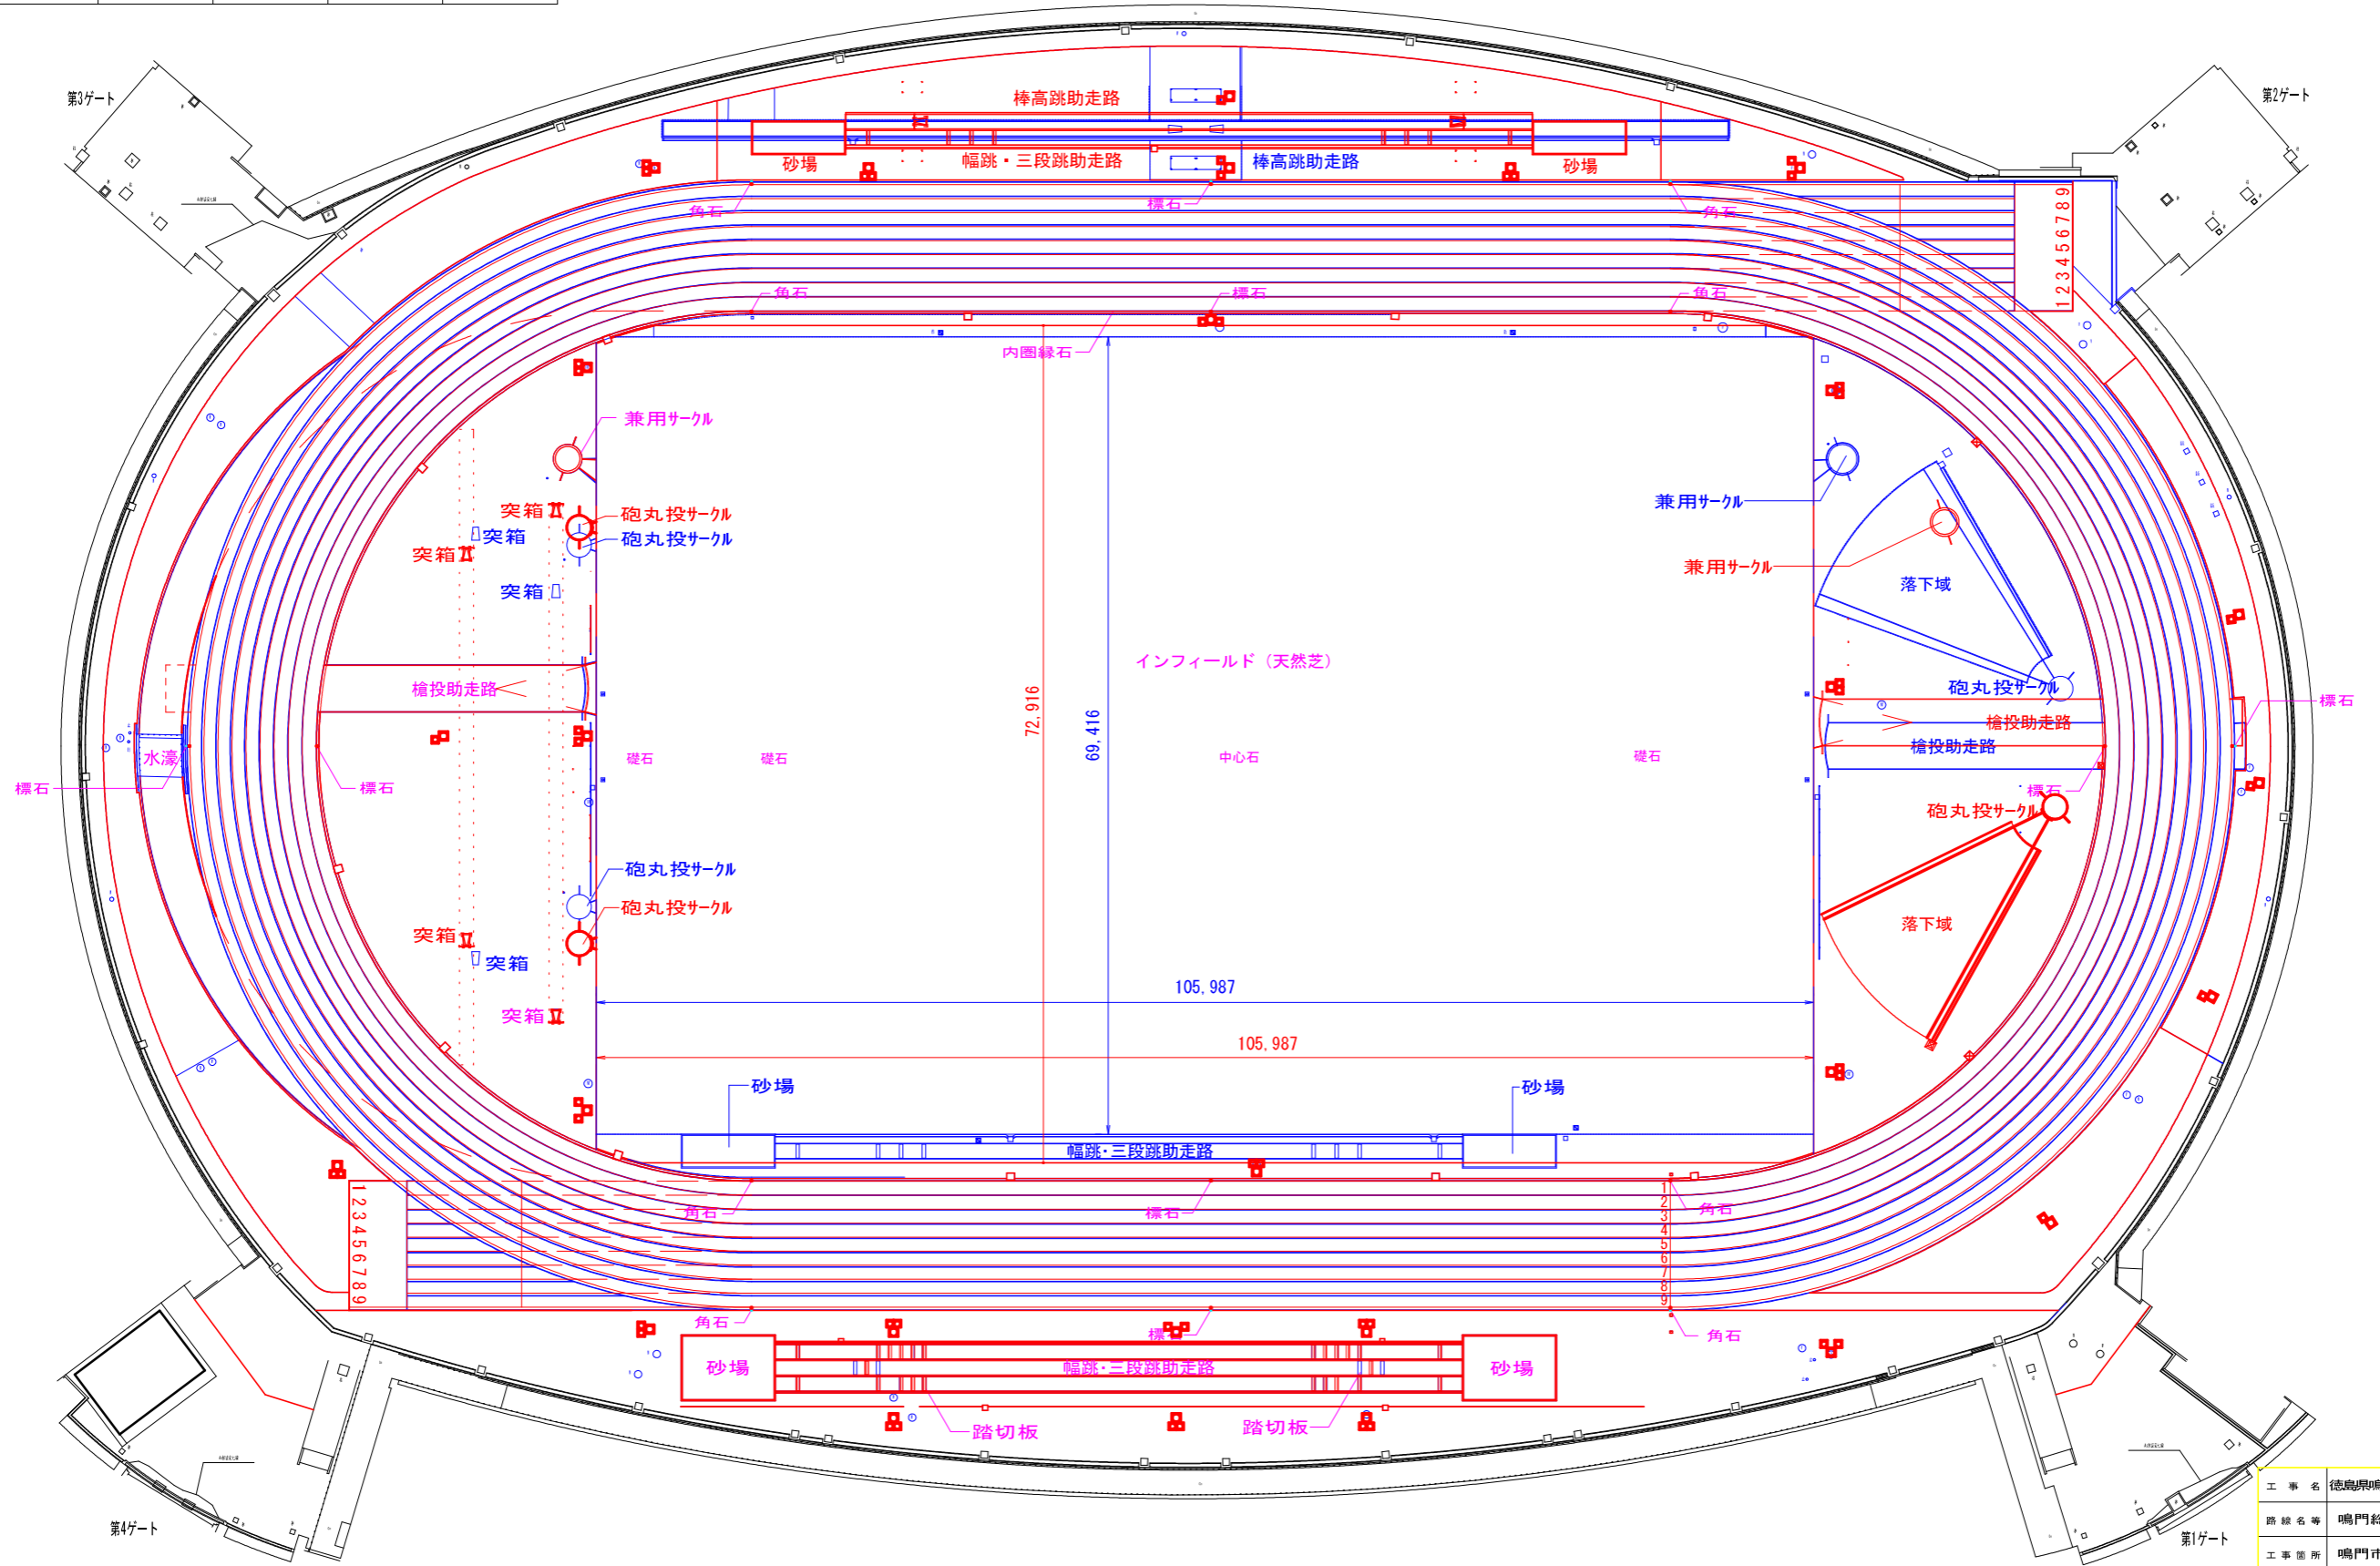 第3ゲート
第2ゲート
棒高跳助走路
砂場
幅跳・三段跳助走路
棒高跳助走路
砂場
角石
標石
角石
1 2 3 4 5 6 7 8 9
角石
標石
角石
内圏縁石
兼用サークル
突箱
砲丸投サークル
突箱
砲丸投サークル
突箱
突箱
兼用サークル
兼用サークル
落下域
インフィールド（天然芝）
槍投助走路
72,916
69,416
砲丸投サークル
槍投助走路
槍投助走路
標石
水濠
標石
標石
礎石
礎石
中心石
礎石
標石
砲丸投サークル
砲丸投サークル
砲丸投サークル
突箱
突箱
突箱
落下域
105,987
105,987
砂場
砂場
幅跳・三段跳助走路
1 2 3 4 5 6 7 8 9
角石
標石
角石
1
2
3
4
5
6
7
8
9
角石
標石
角石
砂場
幅跳・三段跳助走路
砂場
踏切板
踏切板
第4ゲート
第1ゲート
工事名 徳島県鳴
路線名等 鳴門総
工事箇所 鳴門市